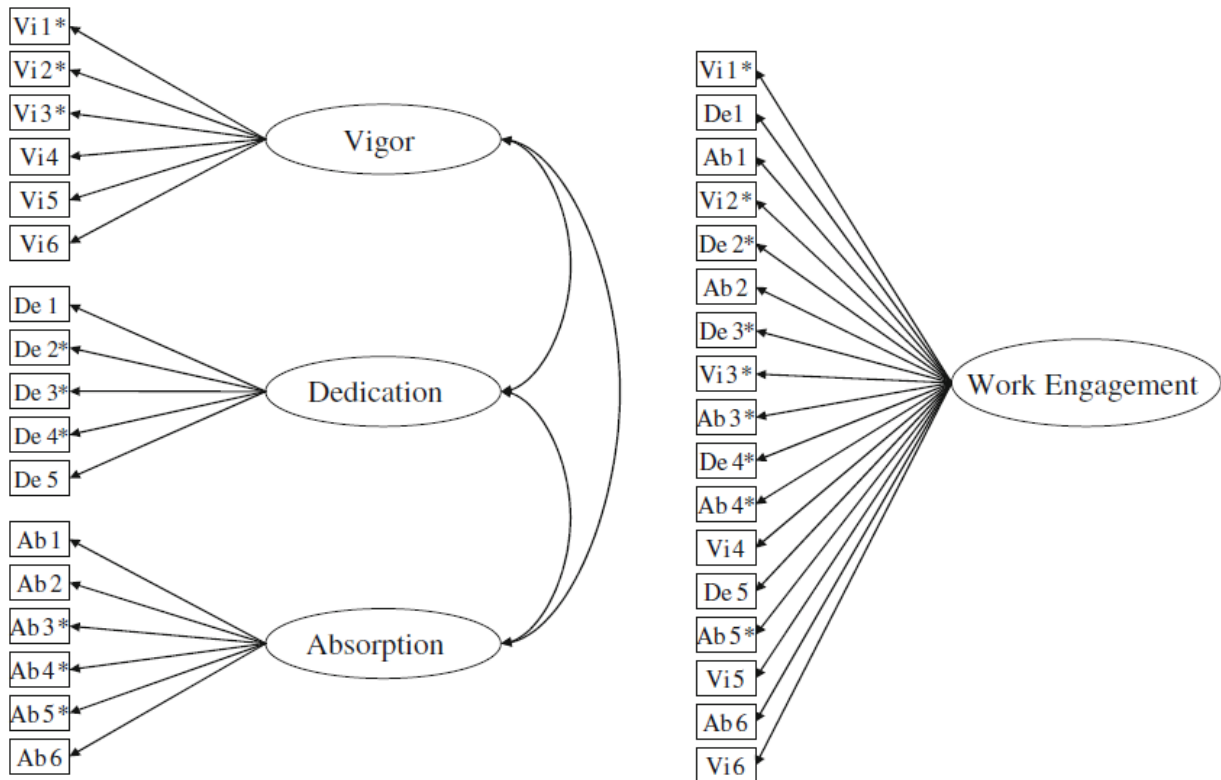 Vi1*
Vi2*
Vi3*
Vi4
Vi5
Vi6
Vigor
De 1
De 2*
De 3*
De 4*
De 5
Dedication
Ab1
Ab2
Ab3*
Ab4*
Ab5*
Ab6
Absorption
Vi1*
De1
Ab1
Vi2*
De 2*
Ab2
De 3*
Vi3*
Ab3*
De 4*
Ab4*
Vi4
De 5
Ab5*
Vi5
Ab6
Vi6
Work Engagement